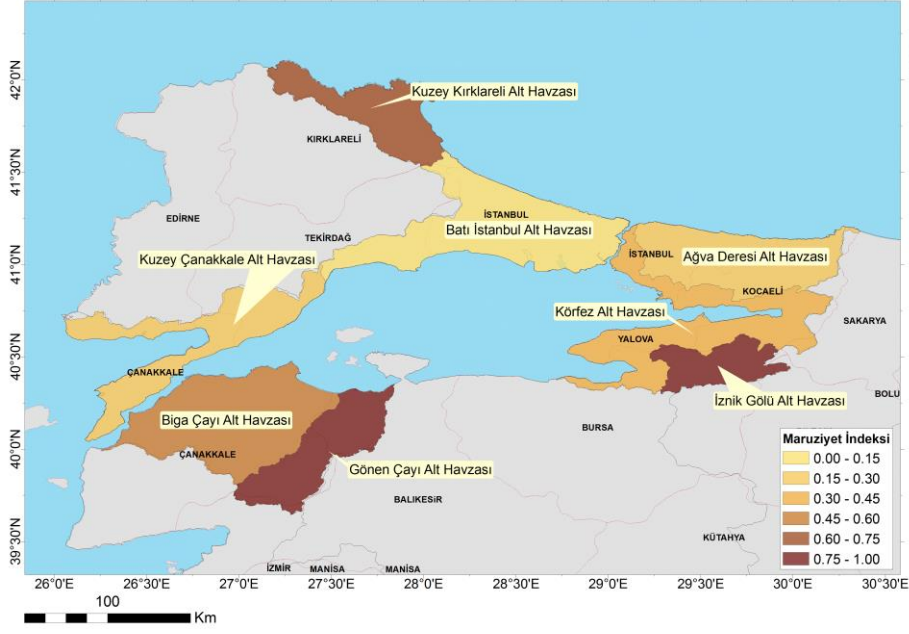 42°0'N
41°30'N
41°0'N
40°30'N
40°0'N
39°30'N
Kuzey Kırklareli Alt Havzası
KIRKLARELİ
EDİRNE
İSTANBUL
Batı İstanbul Alt Havzası
TEKİRDAĞ
Kuzey Çanakkale Alt Havzası
İSTANBUL
Ağva Deresi Alt Havzası
KOCAELİ
Körfez Alt Havzası
SAKARYA
YALOVA
ÇANAKKALE
BOLU
İznik Gölü Alt Havzası
Biga Çayı Alt Havzası
BURSA
ÇANAKKALE
Gönen Çayı Alt Havzası
BALIKESİR
KÜTAHYA
İZMİR
MANİSA
MANİSA
Maruziyet İndeksi
0.00 - 0.15
0.15 - 0.30
0.30 - 0.45
0.45 - 0.60
0.60 - 0.75
0.75 - 1.00
26°0'E 26°30'E 27°0'E 27°30'E 28°0'E 28°30'E 29°0'E 29°30'E 30°0'E 30°30'E
100
Km